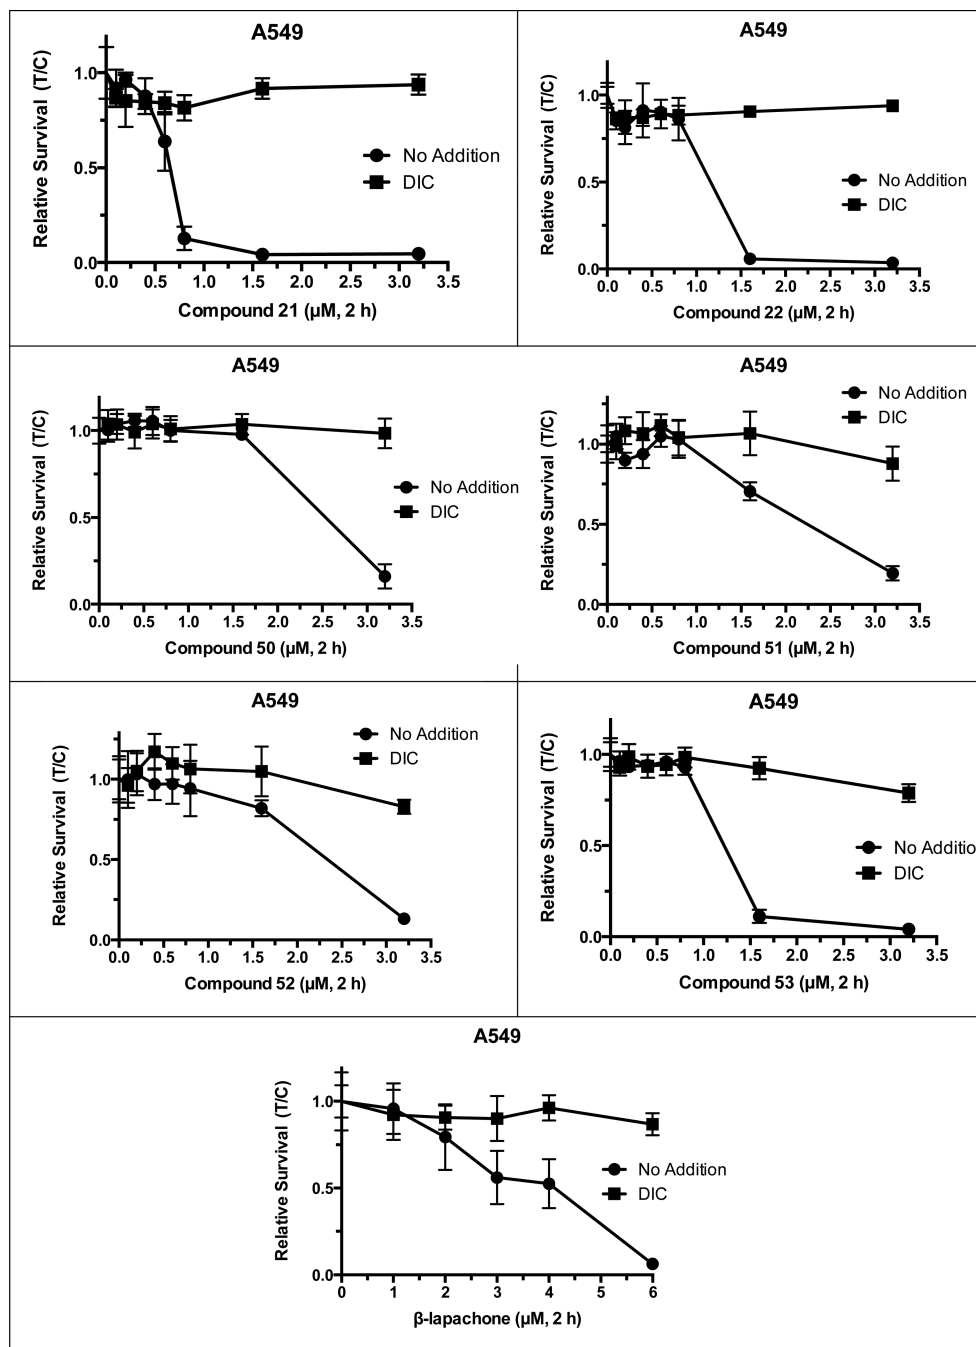 A549
Relative Survival (T/C)
1.0
0.5
0.0
0.0 0.5 1.0 1.5 2.0 2.5 3.0 3.5
Compound 21 (µM, 2 h)
No Addition
DIC
A549
Relative Survival (T/C)
1.0
0.5
0.0
0.0 0.5 1.0 1.5 2.0 2.5 3.0 3.5
Compound 22 (µM, 2 h)
No Addition
DIC
A549
Relative Survival (T/C)
1.0
0.5
0.0
0.0 0.5 1.0 1.5 2.0 2.5 3.0 3.5
Compound 50 (µM, 2 h)
No Addition
DIC
A549
Relative Survival (T/C)
1.0
0.5
0.0
0.0 0.5 1.0 1.5 2.0 2.5 3.0 3.5
Compound 51 (µM, 2 h)
No Addition
DIC
A549
Relative Survival (T/C)
1.0
0.5
0.0
0.0 0.5 1.0 1.5 2.0 2.5 3.0 3.5
Compound 52 (µM, 2 h)
No Addition
DIC
A549
Relative Survival (T/C)
1.0
0.5
0.0
0.0 0.5 1.0 1.5 2.0 2.5 3.0 3.5
Compound 53 (µM, 2 h)
No Additio
DIC
A549
Relative Survival (T/C)
1.0
0.5
0.0
0 1 2 3 4 5 6
β-lapachone (µM, 2 h)
No Addition
DIC